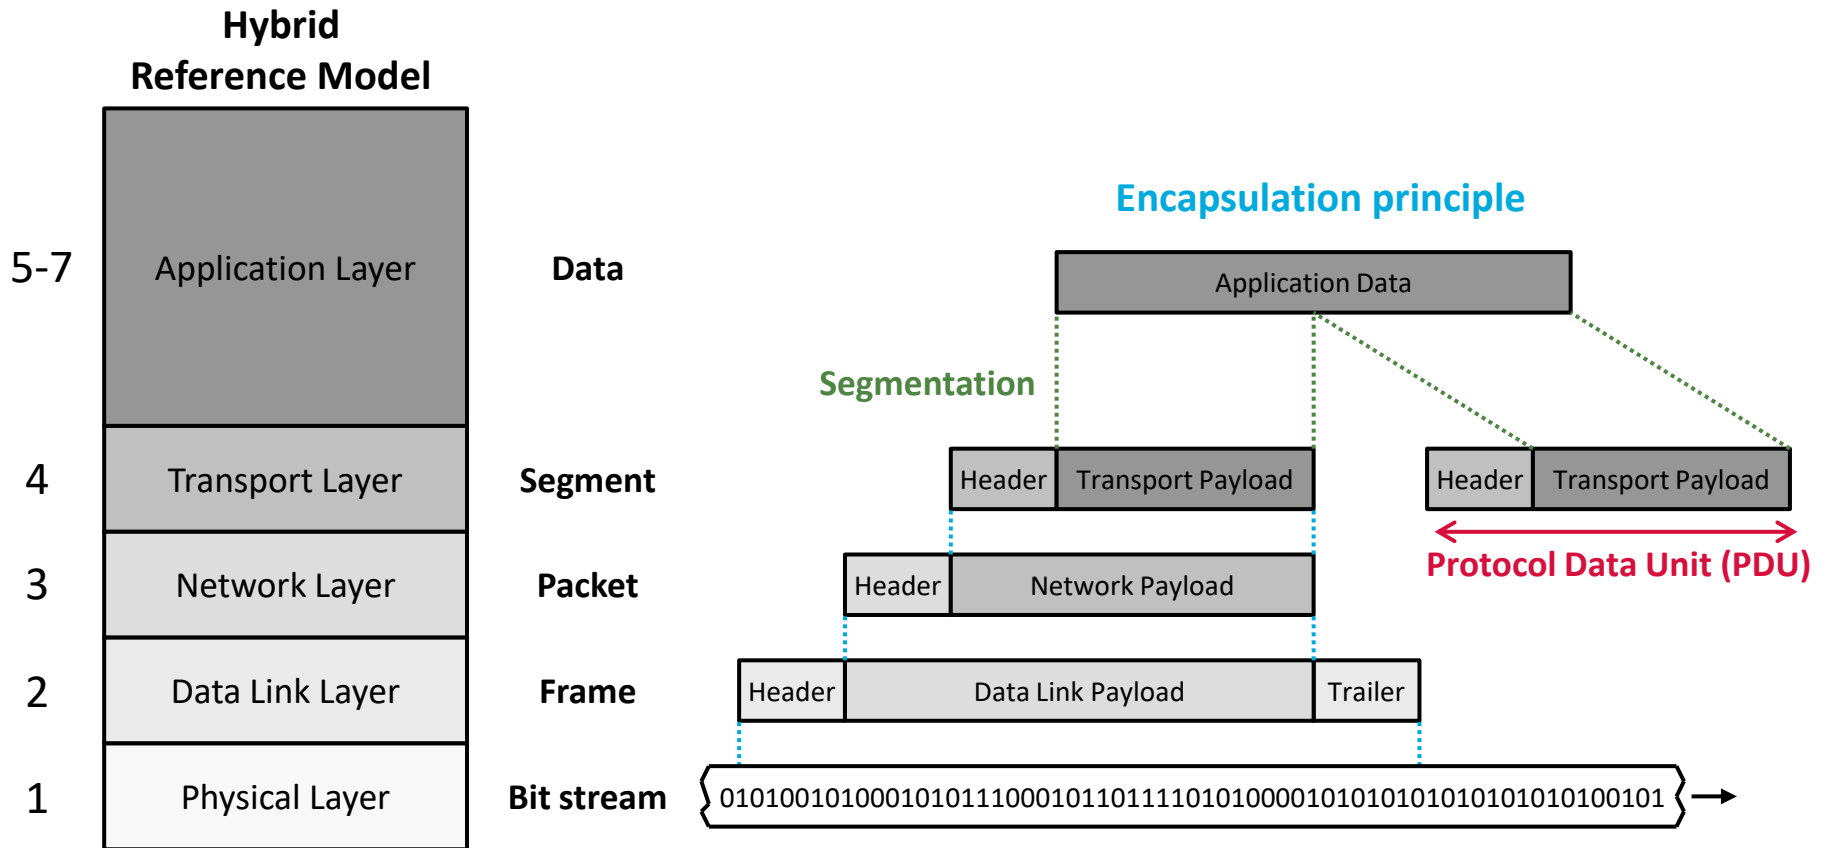 Hybrid
Reference Model
Encapsulation principle
5-7
Application Layer
Data
Application Data
Segmentation
4
Transport Layer
Segment
Header
Transport Payload
Header
Transport Payload
Protocol Data Unit (PDU)
3
Network Layer
Packet
Header
Network Payload
2
Data Link Layer
Frame
Header
Data Link Payload
Trailer
1
Physical Layer
Bit stream